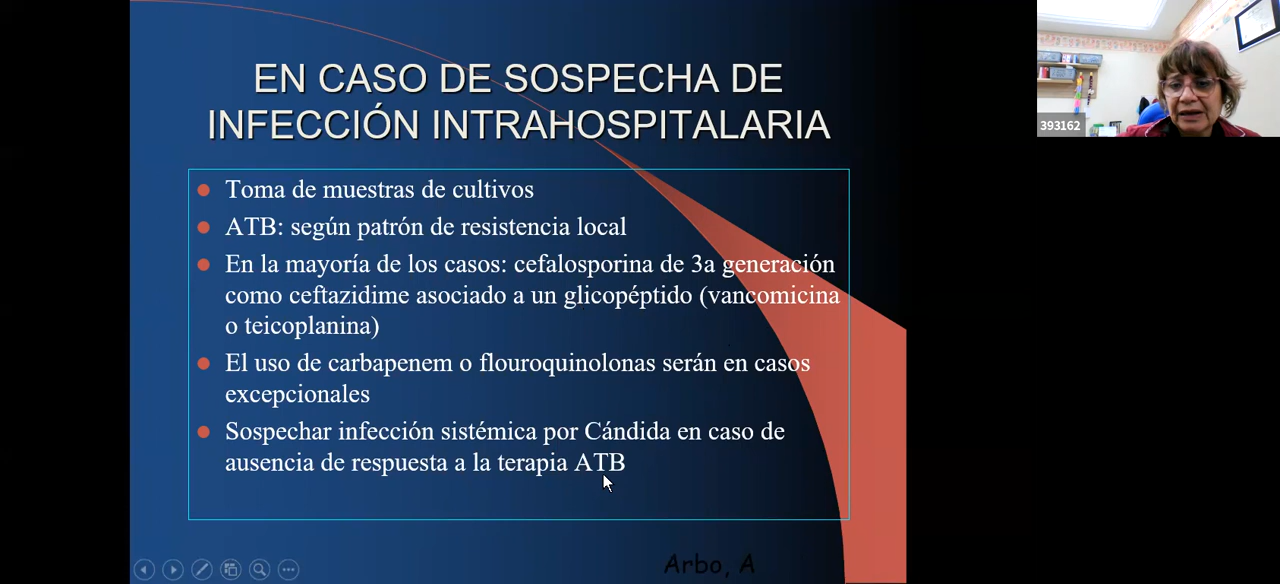 EN CASO DE SOSPECHA DE
INFECCIÓN INTRAHOSPITALARIA
Toma de muestras de cultivos
ATB: según patrón de resistencia local
En la mayoría de los casos: cefalosporina de 3a generación
como ceftazidime asociado a un glicopéptido (vancomicina
o teicoplanina)
El uso de carbapenem o flouroquinolonas serán en casos
excepcionales
Sospechar infección sistémica por Cándida en caso de
ausencia de respuesta a la terapia ATB
Arbo, A
393162